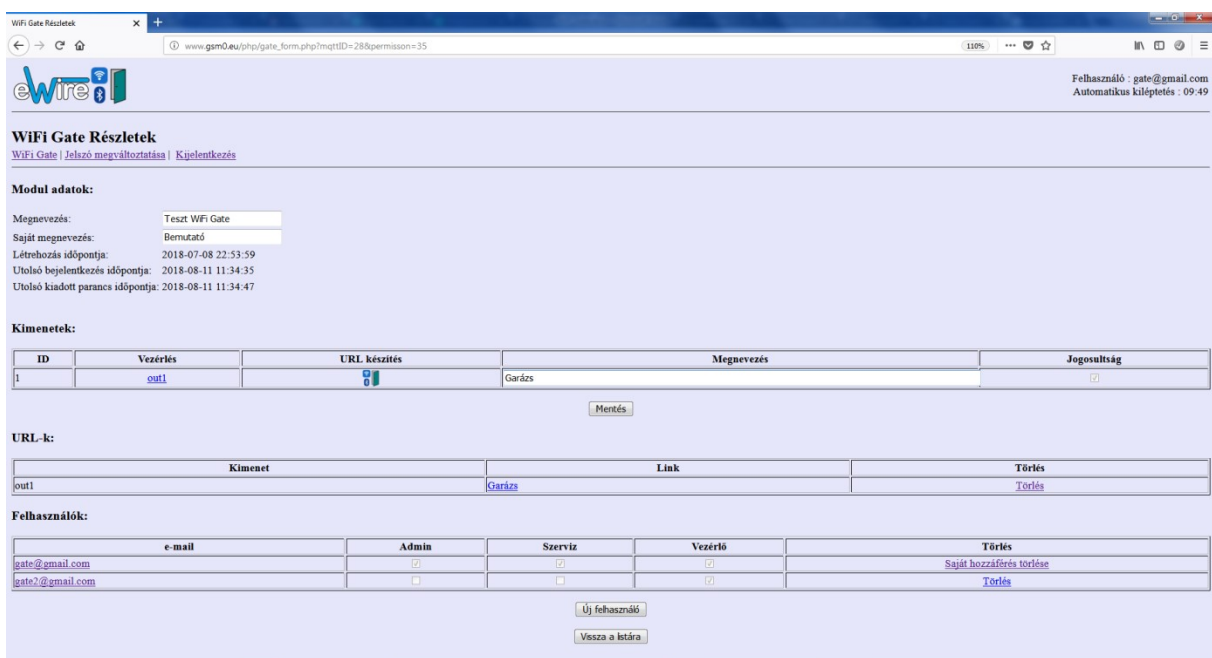 WiFi Gate Részletek
www.gsm0.eu/php/gate_form.php?mqttID=28&permisson=35
110%
eWire
Felhasználó : gate@gmail.com
Automatikus kiléptetés : 09:49
WiFi Gate Részletek
WiFi Gate | Jelszó megváltoztatása | Kijelentkezés
Modul adatok:
Megnevezés: Teszt WiFi Gate
Saját megnevezés: Bemutató
Létrehozás időpontja: 2018-07-08 22:53:59
Utolsó bejelentkezés időpontja: 2018-08-11 11:34:35
Utolsó kiadott parancs időpontja: 2018-08-11 11:34:47
Kimenetek:
ID Vezérlés URL készítés Megnevezés Jogosultság
1 out1 Garázs
Mentés
URL-k:
Kimenet Link Törlés
out1 Garázs Törlés
Felhasználók:
e-mail Admin Szerviz Vezérlő Törlés
gate@gmail.com Saját hozzáférés törlése
gate2@gmail.com Törlés
Új felhasználó
Vissza a listára